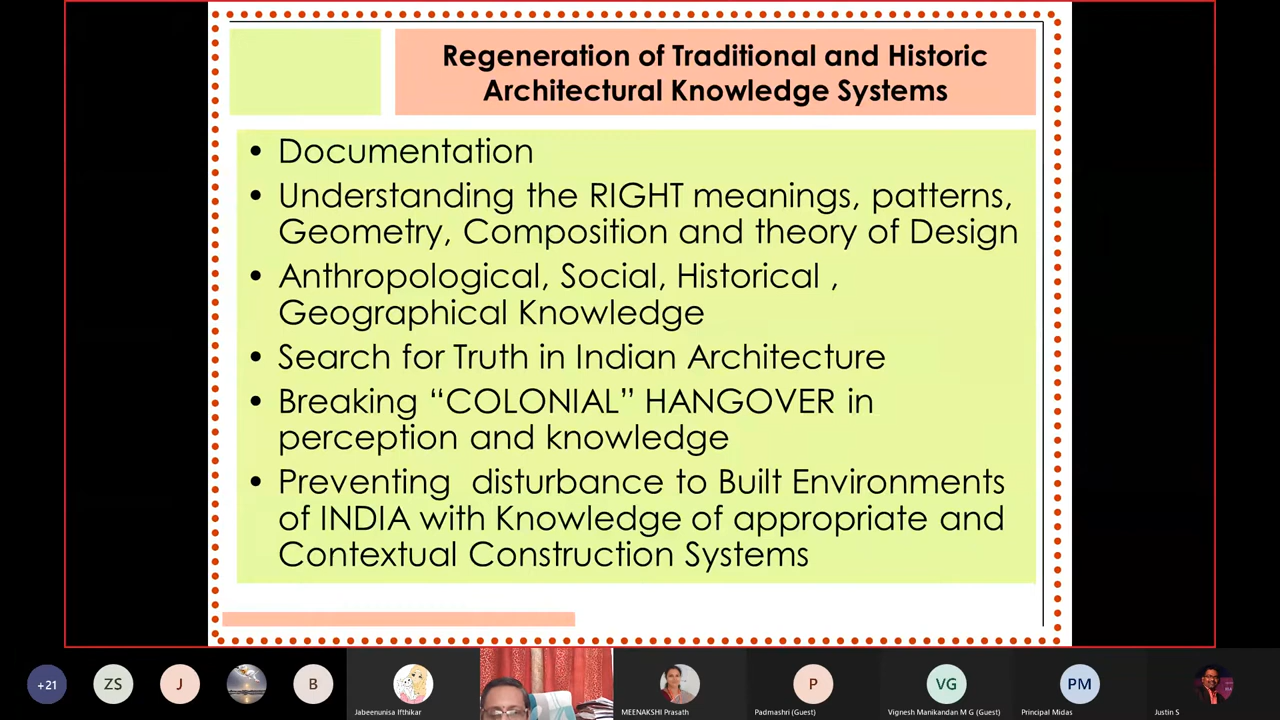 Regeneration of Traditional and Historic
Architectural Knowledge Systems
• Documentation
• Understanding the RIGHT meanings, patterns,
Geometry, Composition and theory of Design
• Anthropological, Social, Historical ,
Geographical Knowledge
• Search for Truth in Indian Architecture
• Breaking “COLONIAL” HANGOVER in
perception and knowledge
• Preventing  disturbance to Built Environments
of INDIA with Knowledge of appropriate and
Contextual Construction Systems
+21
ZS
J
B
Jabeenunisa Ifthikar
MEENAKSHI Prasath
P
Padmashri (Guest)
VG
Vignesh Manikandan M G (Guest)
PM
Principal Midas
Justin S